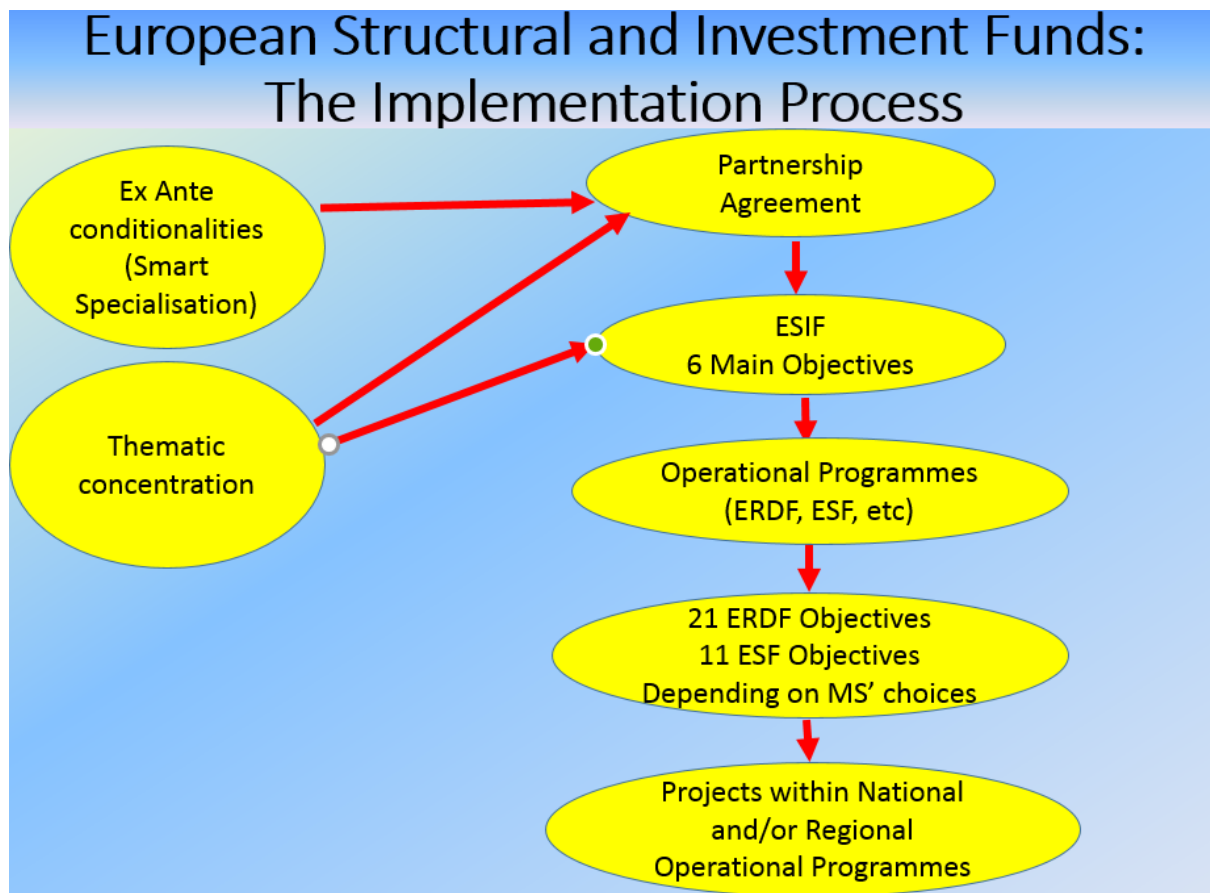 European Structural and Investment Funds:
The Implementation Process
Ex Ante
conditionalities
(Smart
Specialisation)
Thematic
concentration
Partnership
Agreement
ESIF
6 Main Objectives
Operational Programmes
(ERDF, ESF, etc)
21 ERDF Objectives
11 ESF Objectives
Depending on MS’ choices
Projects within National
and/or Regional
Operational Programmes